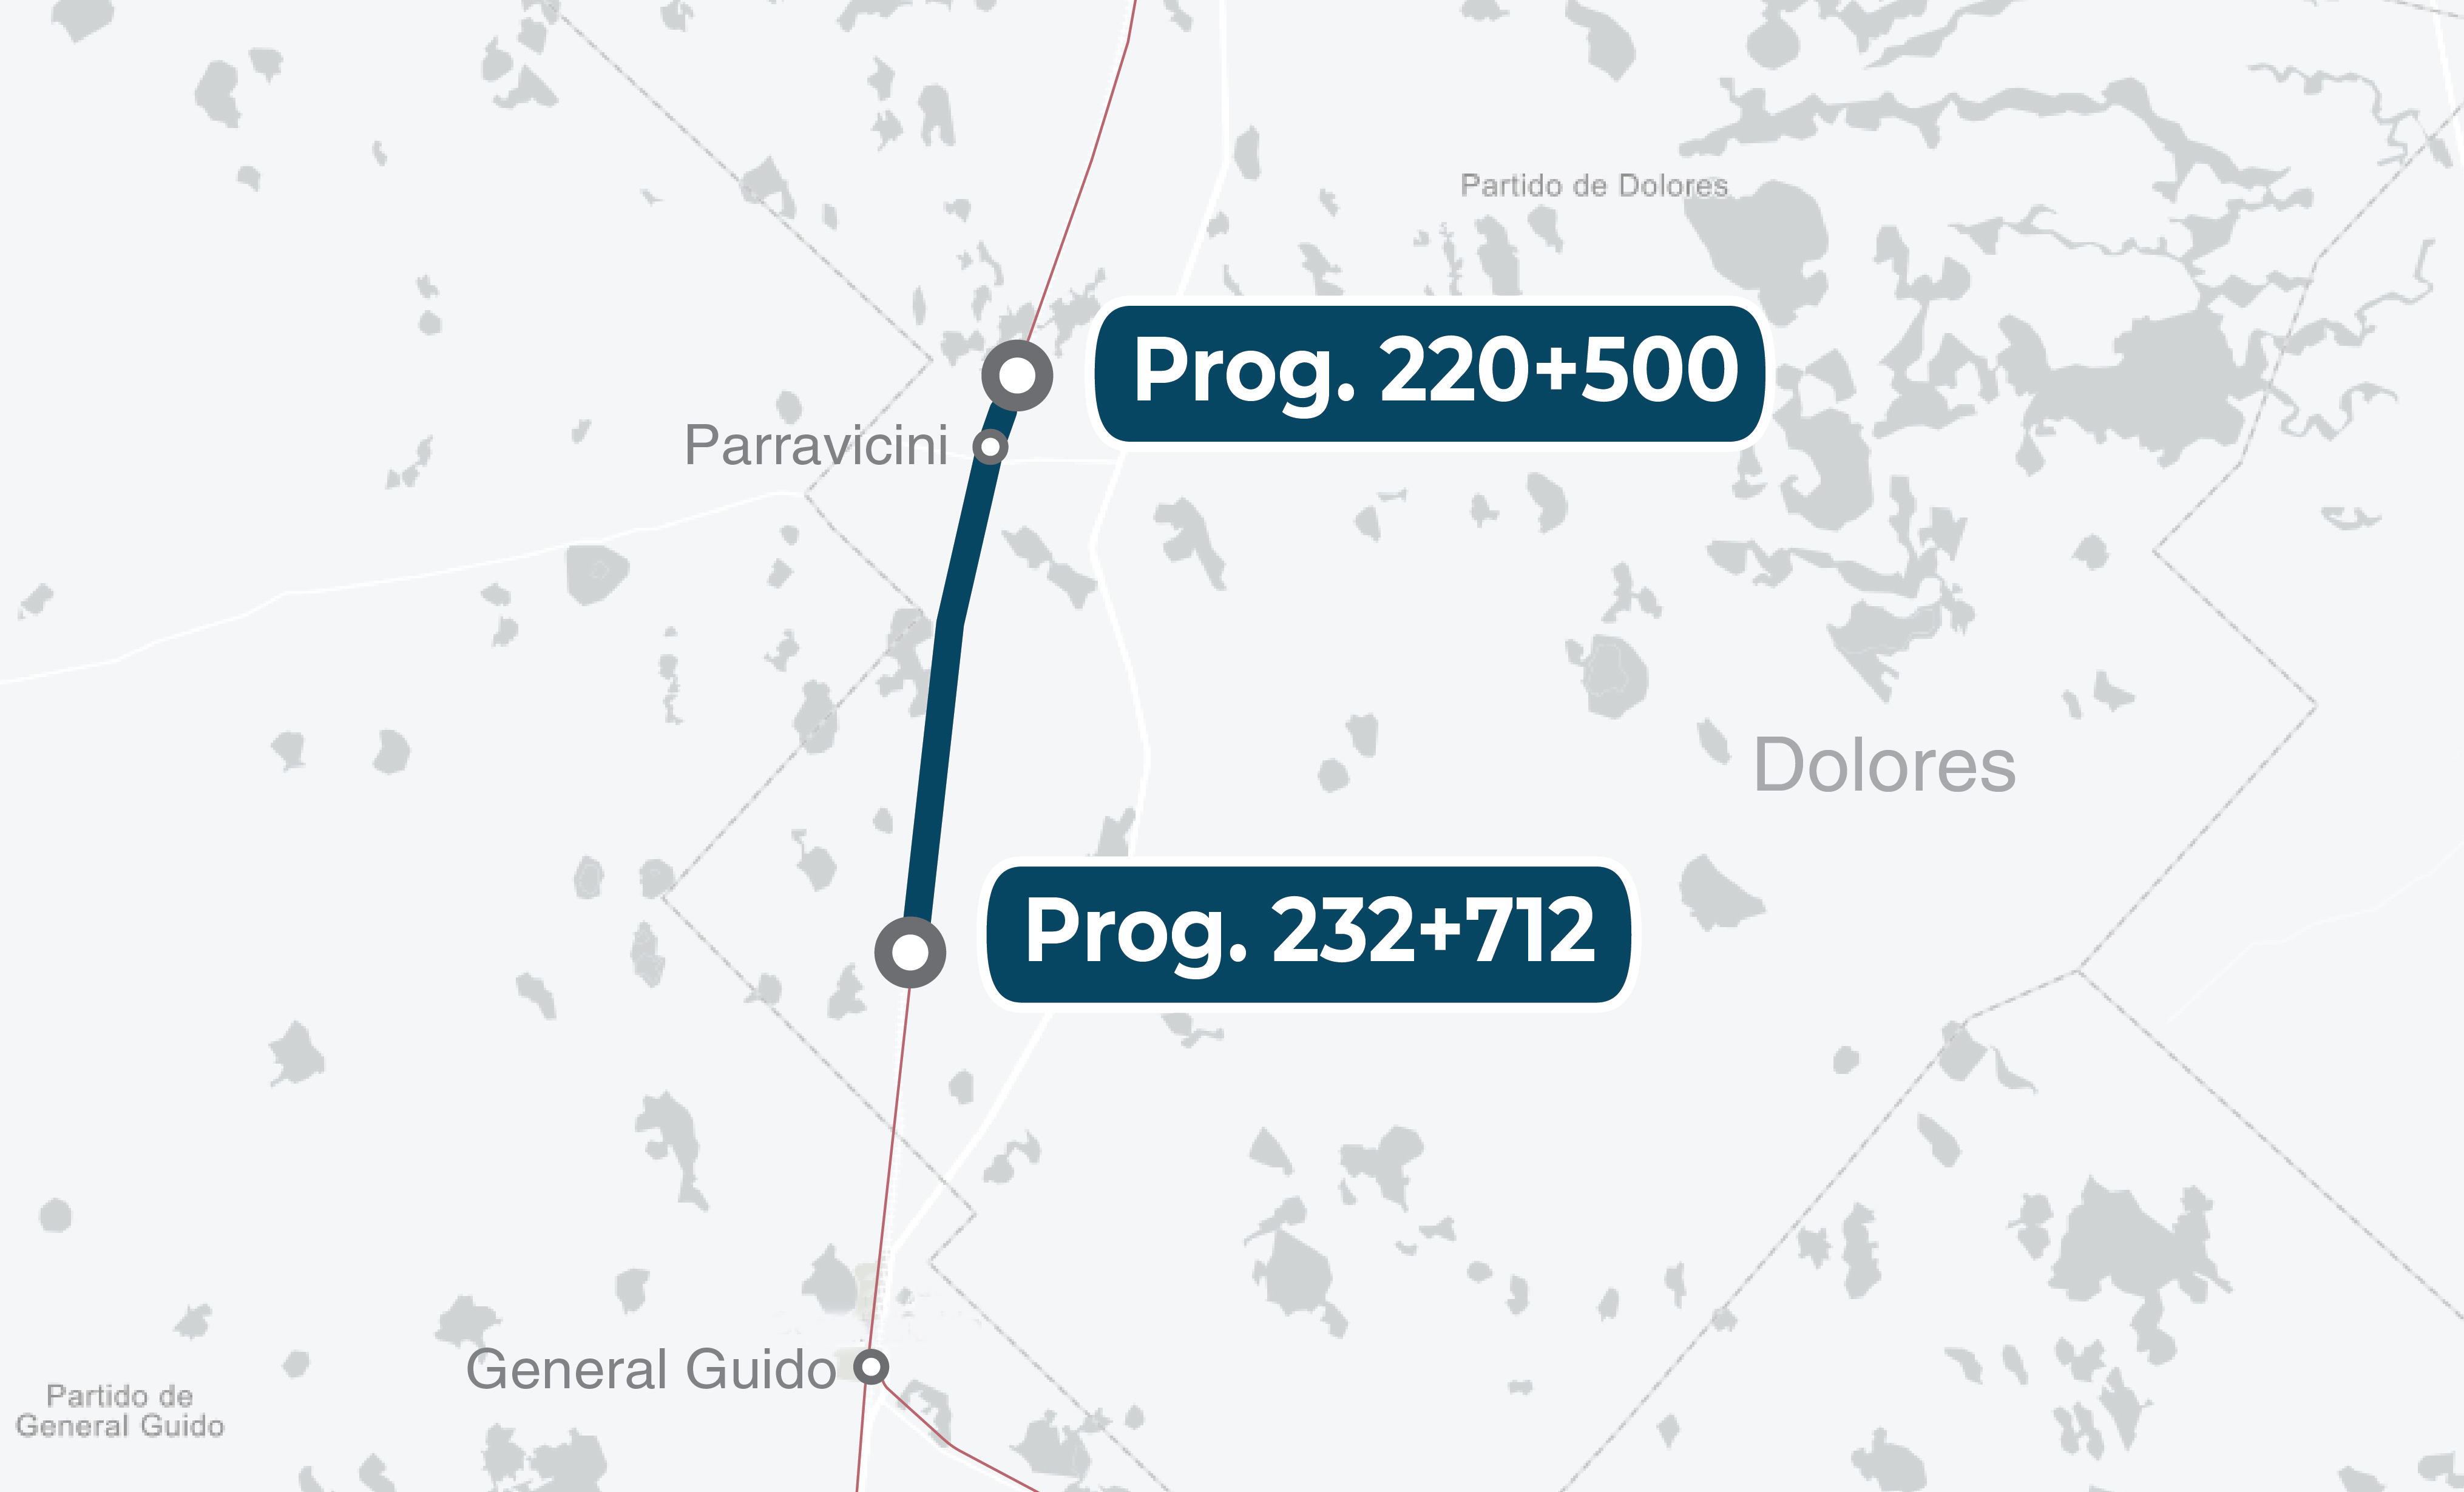 Partido de Dolores
Prog. 220+500
Parravicini
Dolores
Prog. 232+712
General Guido
Partido de
General Guido